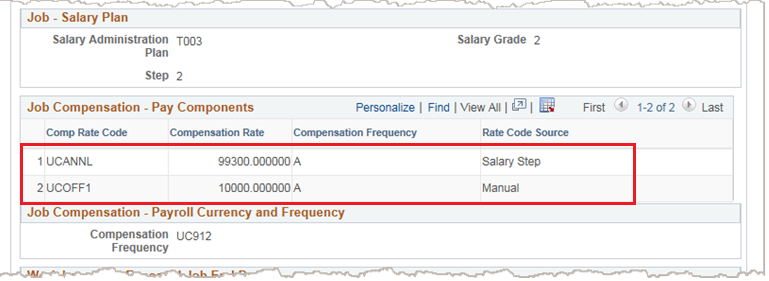 Job - Salary Plan
Salary Administration Plan T003 Salary Grade 2
Step 2
Job Compensation - Pay Components Personalize | Find | View All | First 1-2 of 2 Last
Comp Rate Code Compensation Rate Compensation Frequency Rate Code Source
1 UCANNL 99300.000000 A Salary Step
2 UCOFF1 10000.000000 A Manual
Job Compensation - Payroll Currency and Frequency
Compensation Frequency UC912